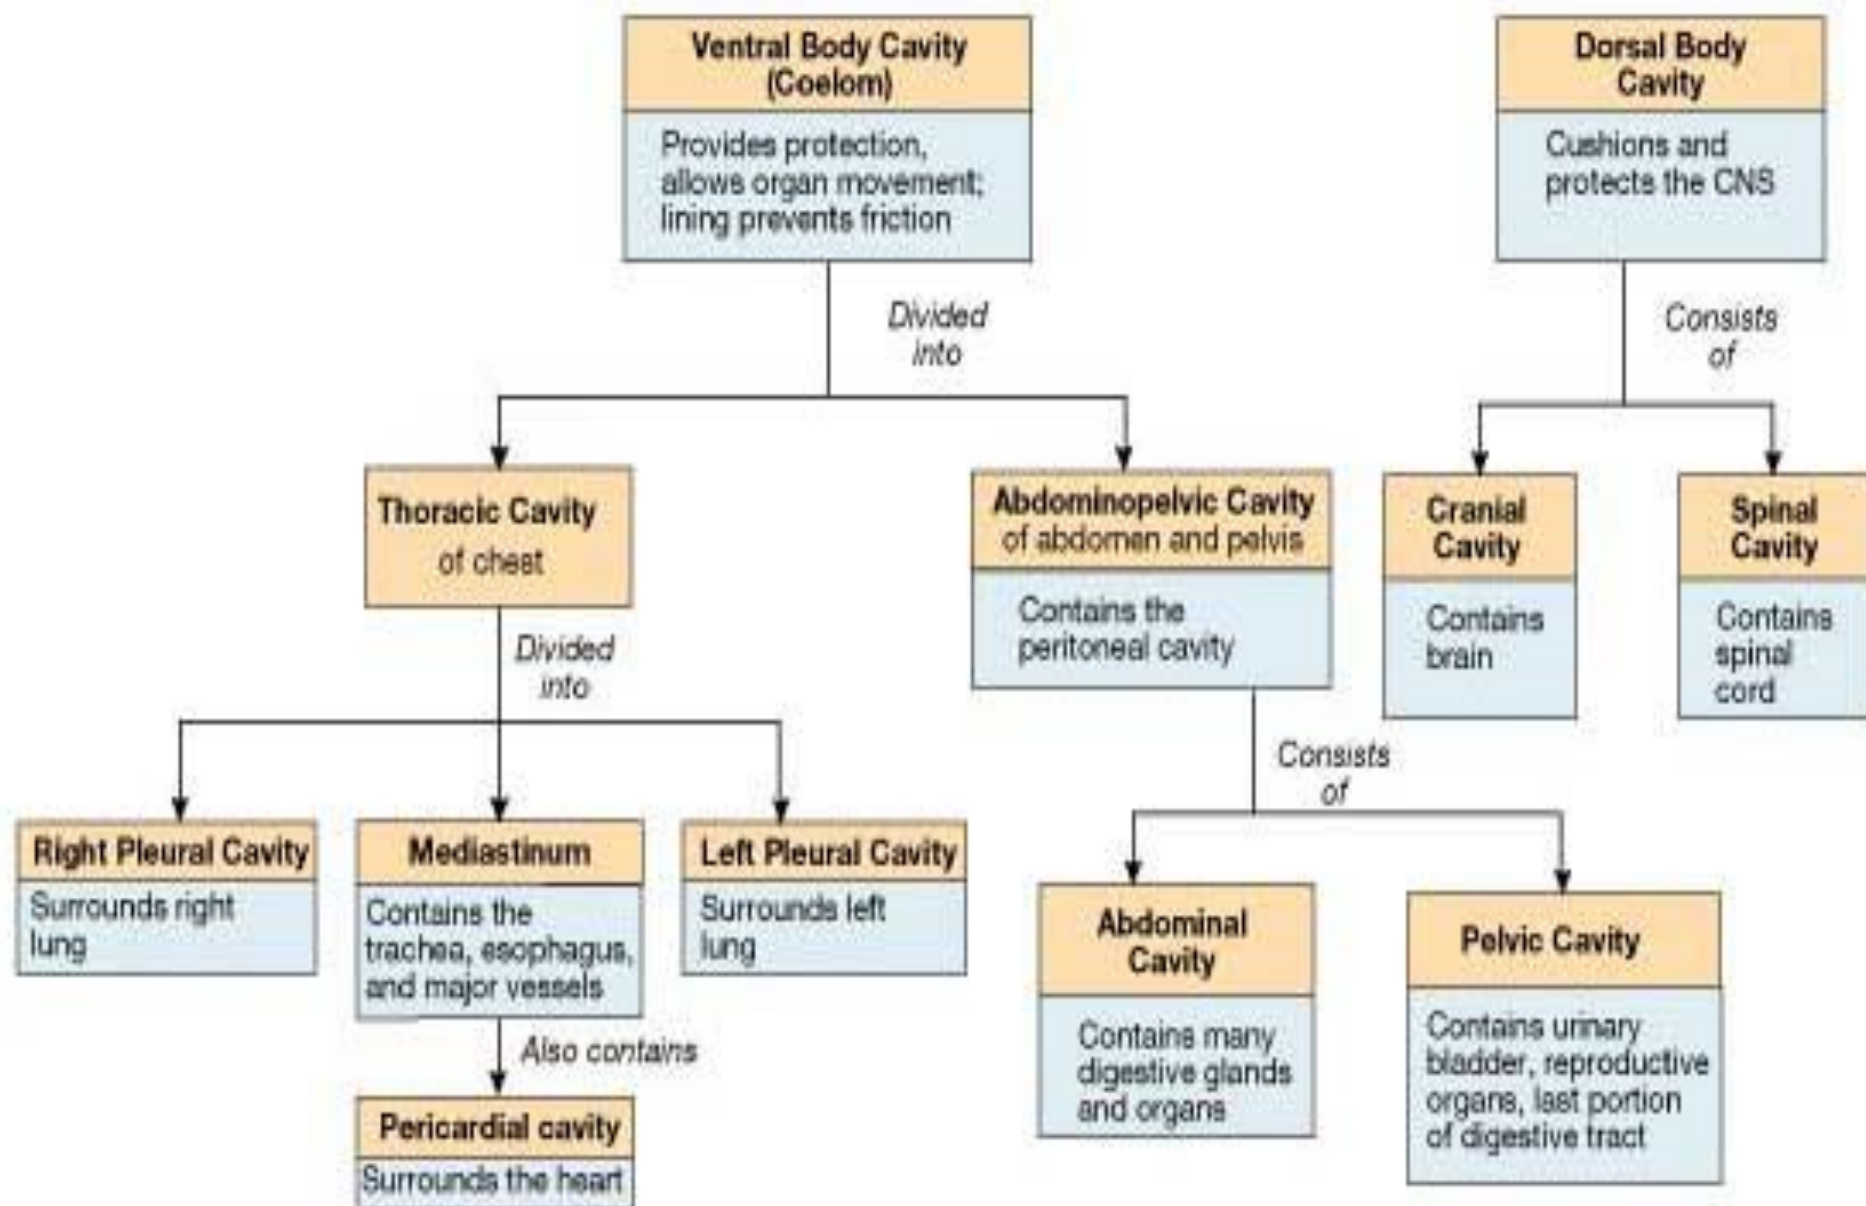 Ventral Body Cavity
(Coelom)
Provides protection,
allows organ movement;
lining prevents friction
Dorsal Body
Cavity
Cushions and
protects the CNS
Divided
into
Consists
of
Thoracic Cavity
of chest
Abdominopelvic Cavity
of abdomen and pelvis
Contains the
peritoneal cavity
Cranial
Cavity
Contains
brain
Spinal
Cavity
Contains
spinal
cord
Divided
into
Consists
of
Right Pleural Cavity
Surrounds right
lung
Mediastinum
Contains the
trachea, esophagus,
and major vessels
Left Pleural Cavity
Surrounds left
lung
Also contains
Pericardial cavity
Surrounds the heart
Abdominal
Cavity
Contains many
digestive glands
and organs
Pelvic Cavity
Contains urinary
bladder, reproductive
organs, last portion
of digestive tract